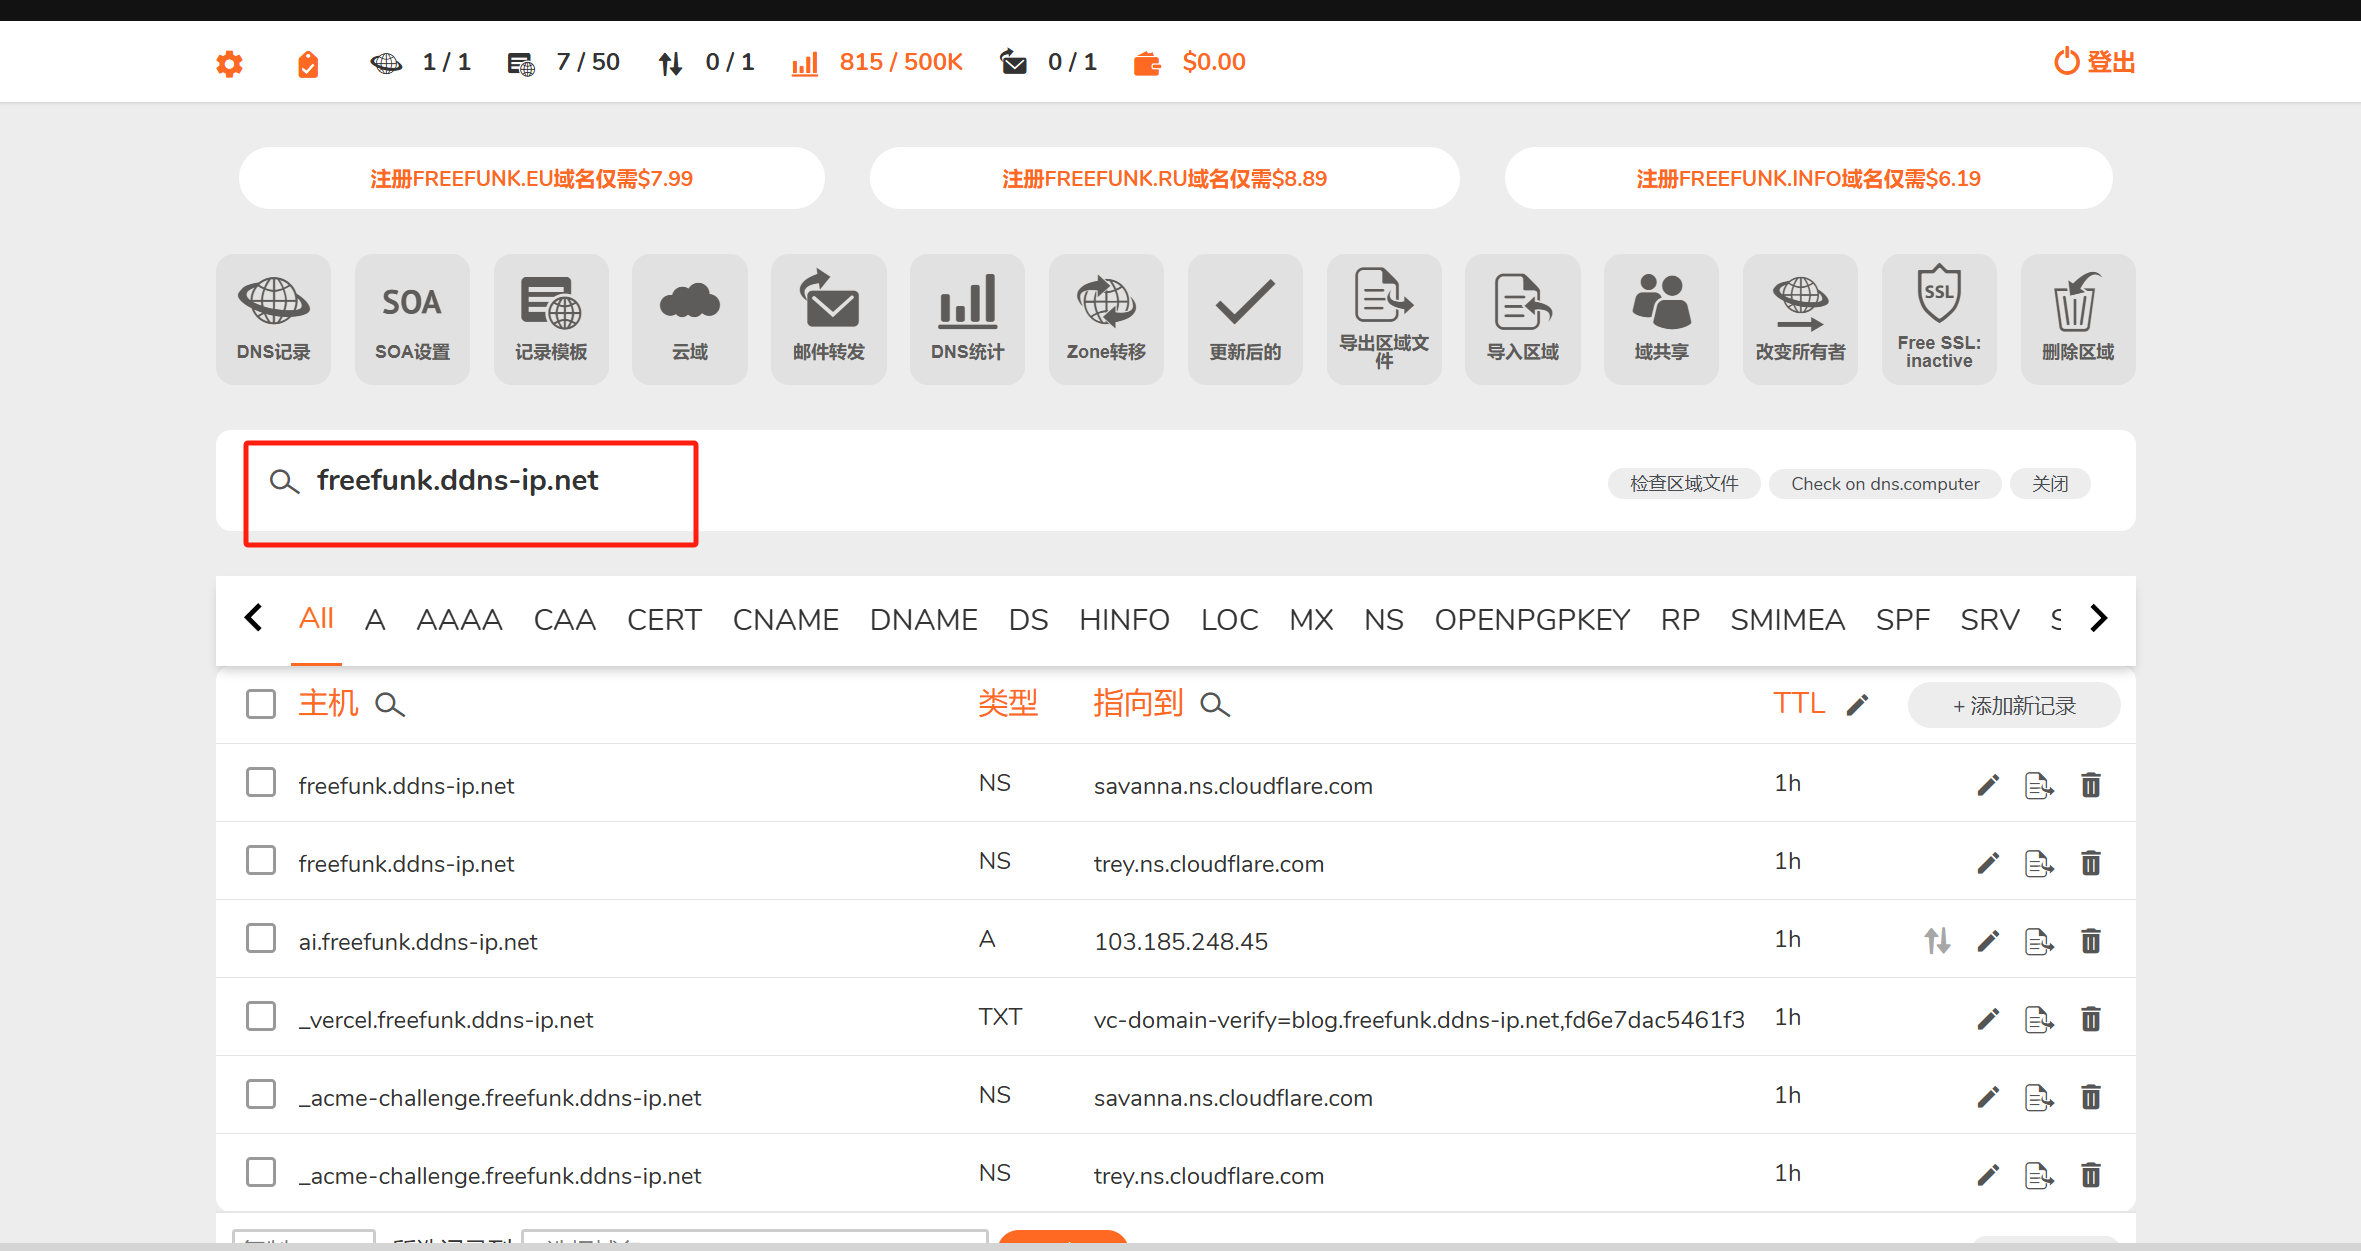 1 / 1
7 / 50
0 / 1
815 / 500K
0 / 1
$0.00
登出
注册FREEFUNK.EU域名仅需$7.99
注册FREEFUNK.RU域名仅需$8.89
注册FREEFUNK.INFO域名仅需$6.19
DNS记录
SOA
SOA设置
记录模板
云域
邮件转发
DNS统计
Zone转移
更新后的
导出区域文
件
导入区域
域共享
改变所有者
SSL
Free SSL:
inactive
删除区域
freefunk.ddns-ip.net
检查区域文件
Check on dns.computer
关闭
All A AAAA CAA CERT CNAME DNAME DS HINFO LOC MX NS OPENPGPKEY RP SMIMEA SPF SRV
主机 类型 指向到 TTL + 添加新记录
freefunk.ddns-ip.net NS savanna.ns.cloudflare.com 1h
freefunk.ddns-ip.net NS trey.ns.cloudflare.com 1h
ai.freefunk.ddns-ip.net A 103.185.248.45 1h
_vercel.freefunk.ddns-ip.net TXT vc-domain-verify=blog.freefunk.ddns-ip.net,fd6e7dac5461f3 1h
_acme-challenge.freefunk.ddns-ip.net NS savanna.ns.cloudflare.com 1h
_acme-challenge.freefunk.ddns-ip.net NS trey.ns.cloudflare.com 1h